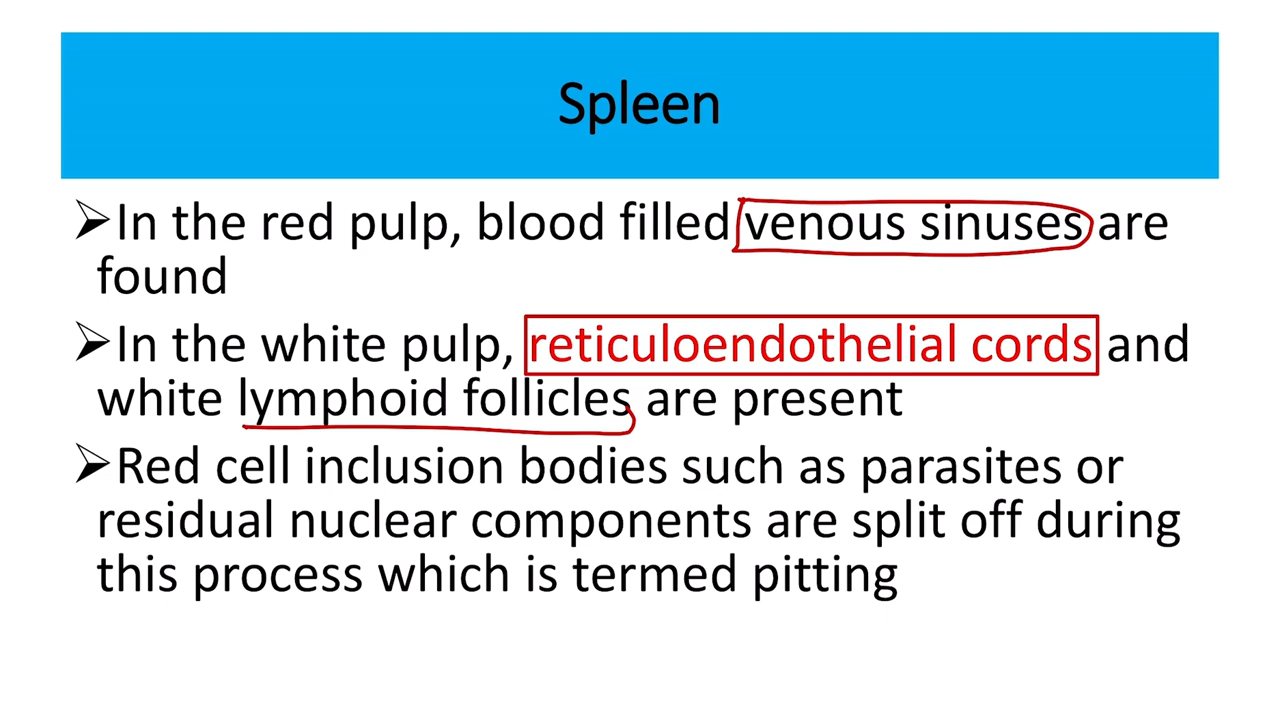 Spleen
➢In the red pulp, blood filled venous sinuses are
found
➢In the white pulp, reticuloendothelial cords and
white lymphoid follicles are present
➢Red cell inclusion bodies such as parasites or
residual nuclear components are split off during
this process which is termed pitting